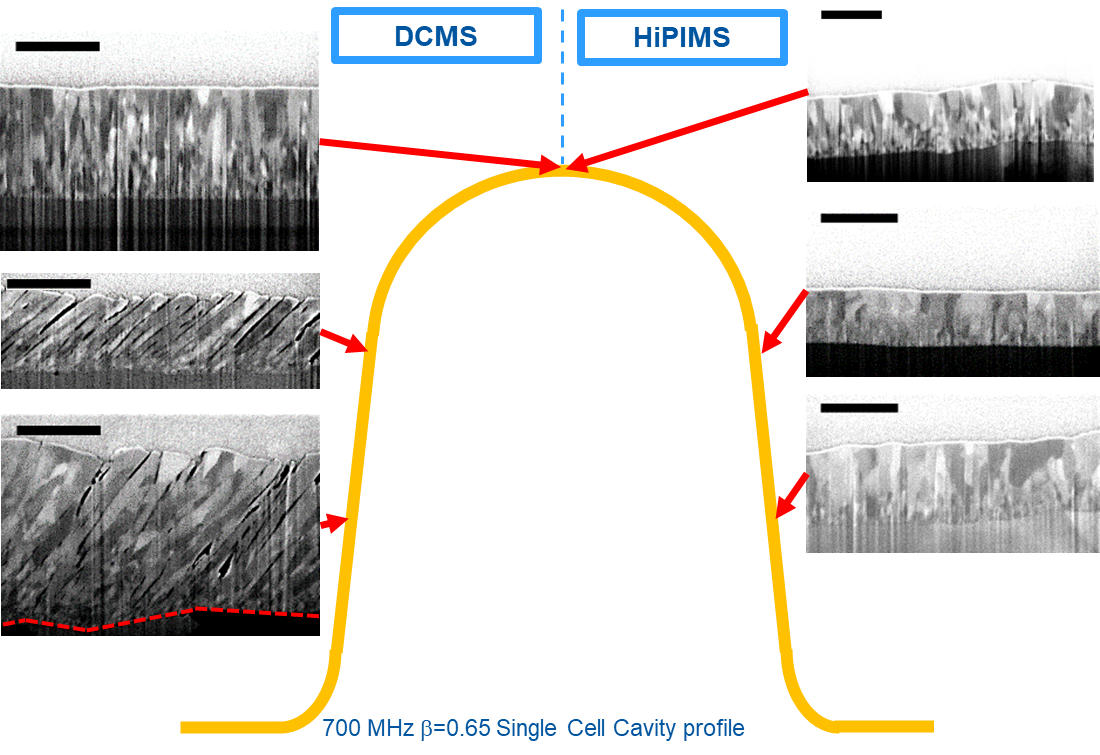 DCMS
HiPIMS
700 MHz β=0.65 Single Cell Cavity profile